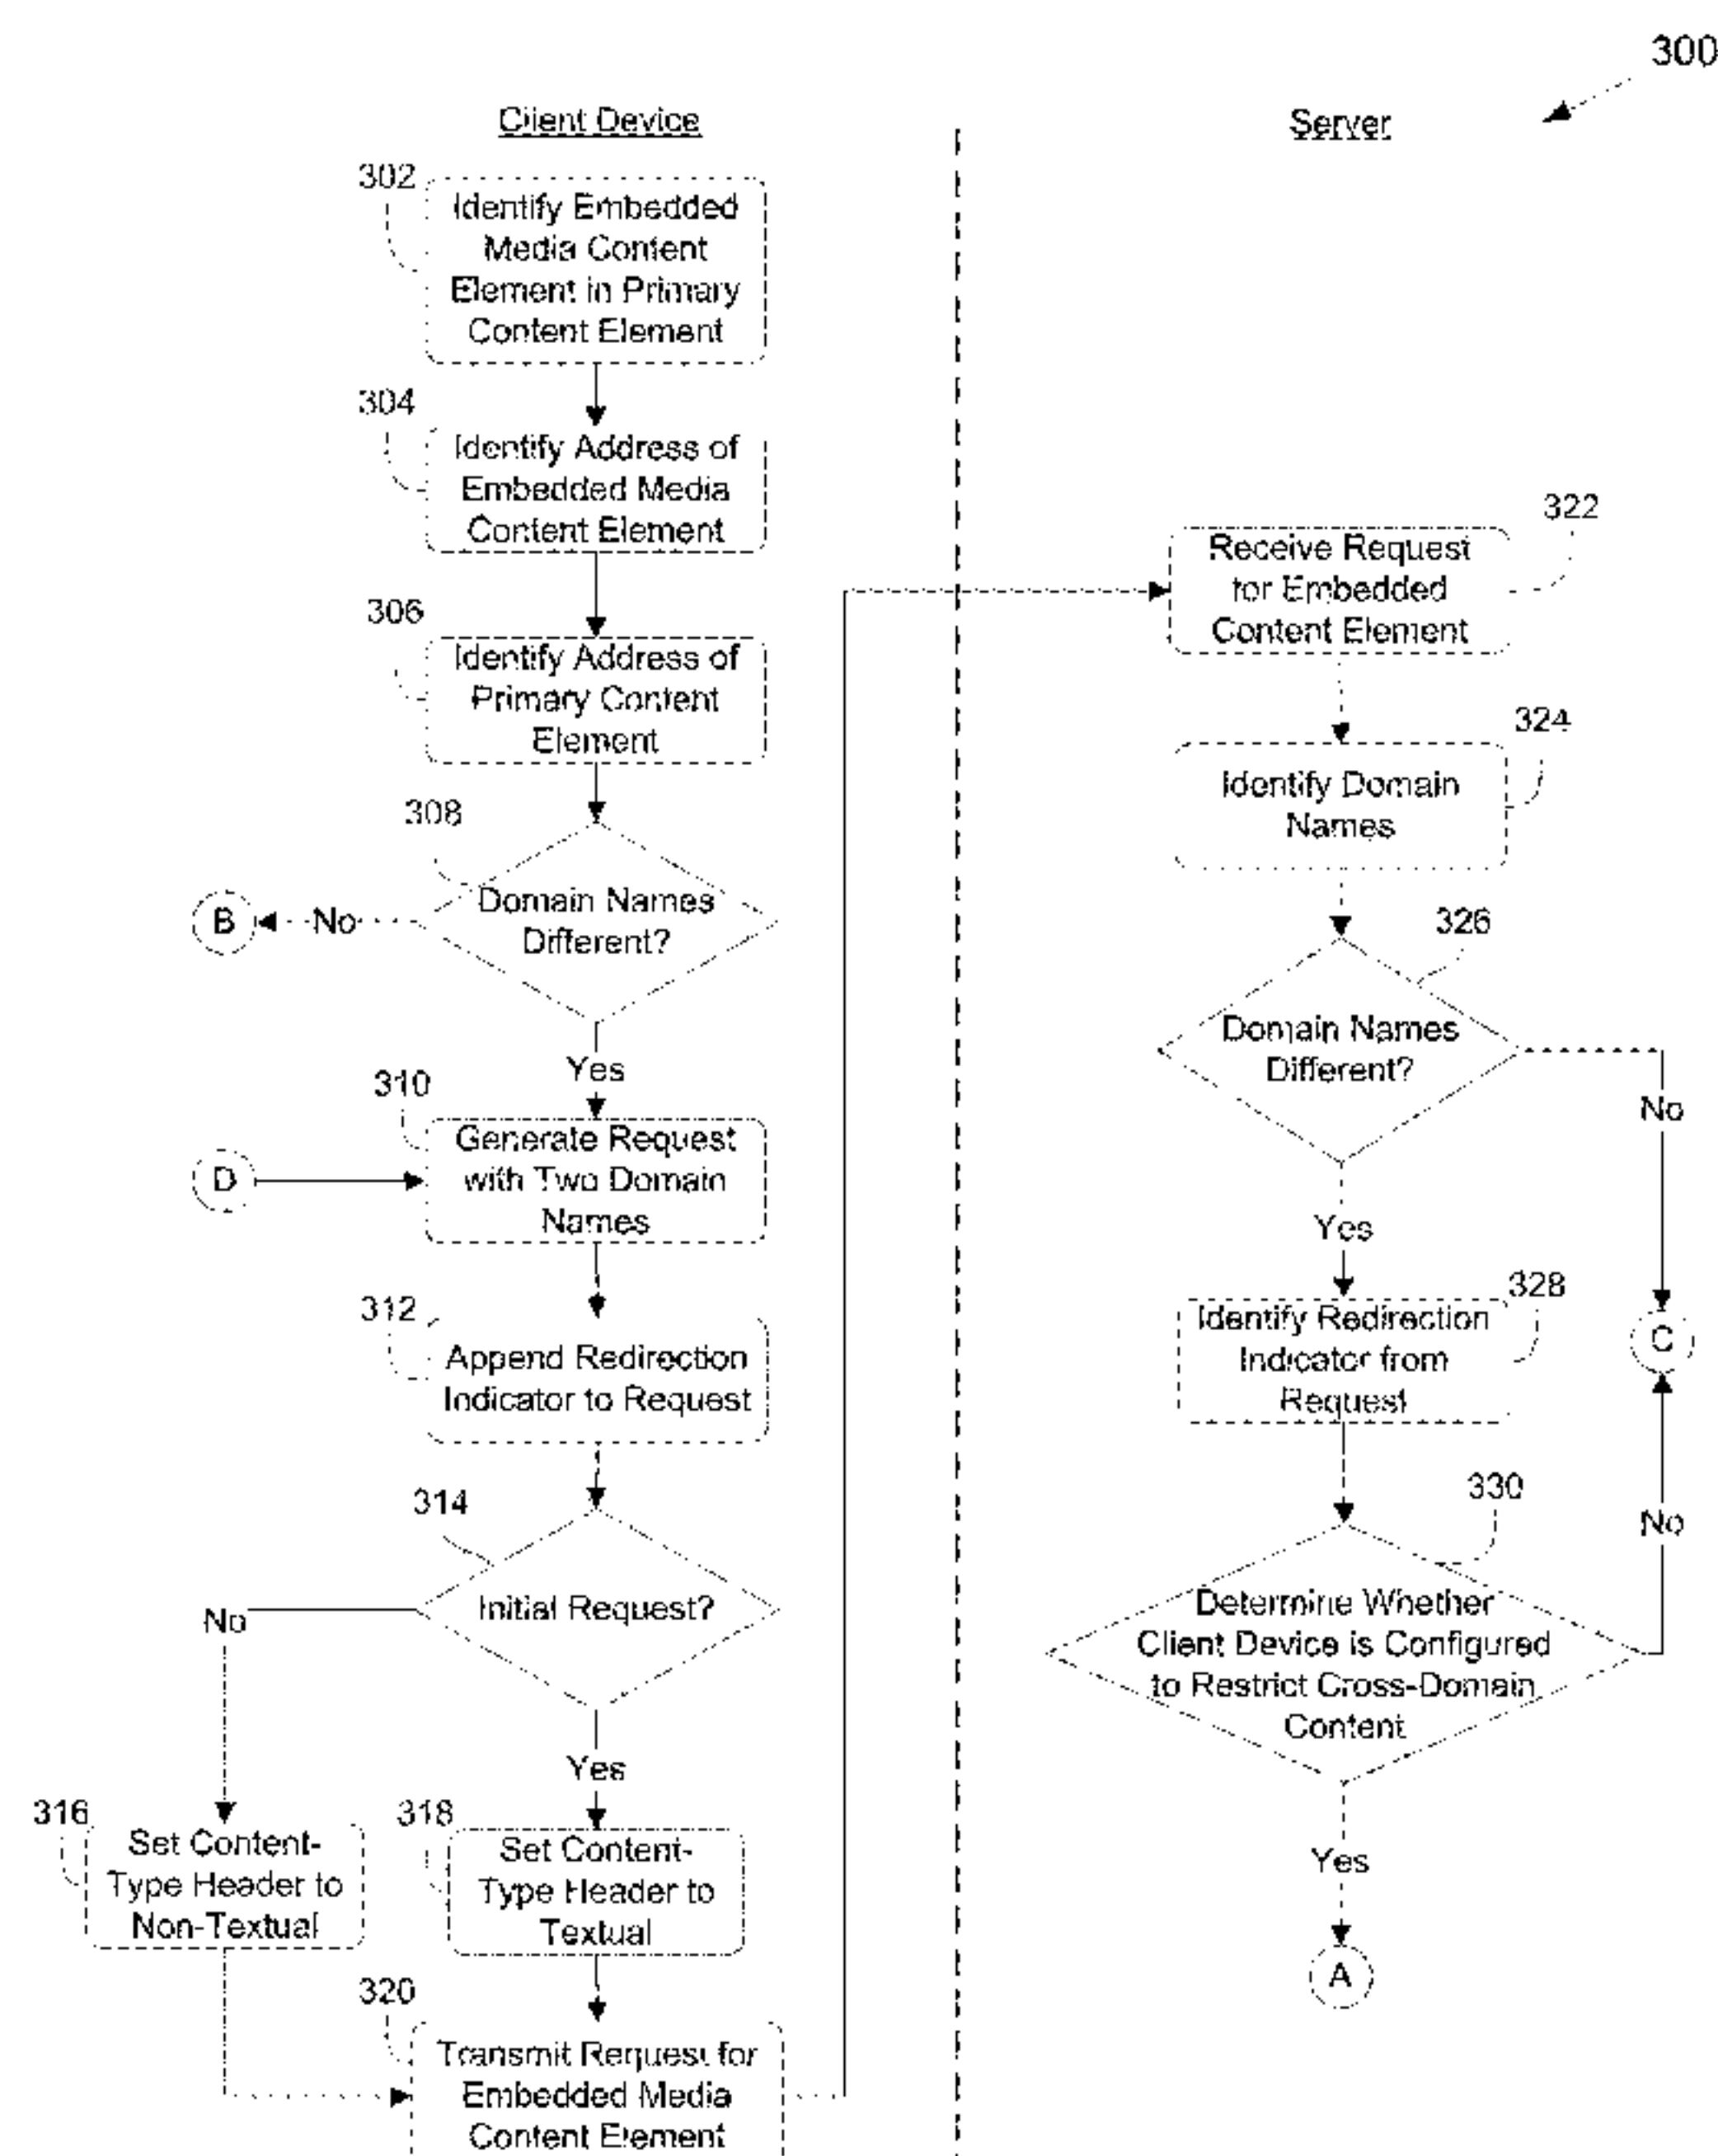 300
Client Device
Server
302
Identify Embedded
Media Content
Element in Primary
Content Element
304
Identify Address of
Embedded Media
Content Element
306
Identify Address of
Primary Content
Element
308
Domain Names
Different?
No
B
Yes
310
Generate Request
with Two Domain
Names
D
312
Append Redirection
Indicator to Request
314
Initial Request?
No
Yes
316
Set Content-
Type Header to
Non-Textual
318
Set Content-
Type Header to
Textual
320
Transmit Request for
Embedded Media
Content Element
322
Receive Request
for Embedded
Content Element
324
Identify Domain
Names
326
Domain Names
Different?
No
Yes
328
Identify Redirection
Indicator from
Request
C
330
Determine Whether
Client Device is Configured
to Restrict Cross-Domain
Content
No
Yes
A